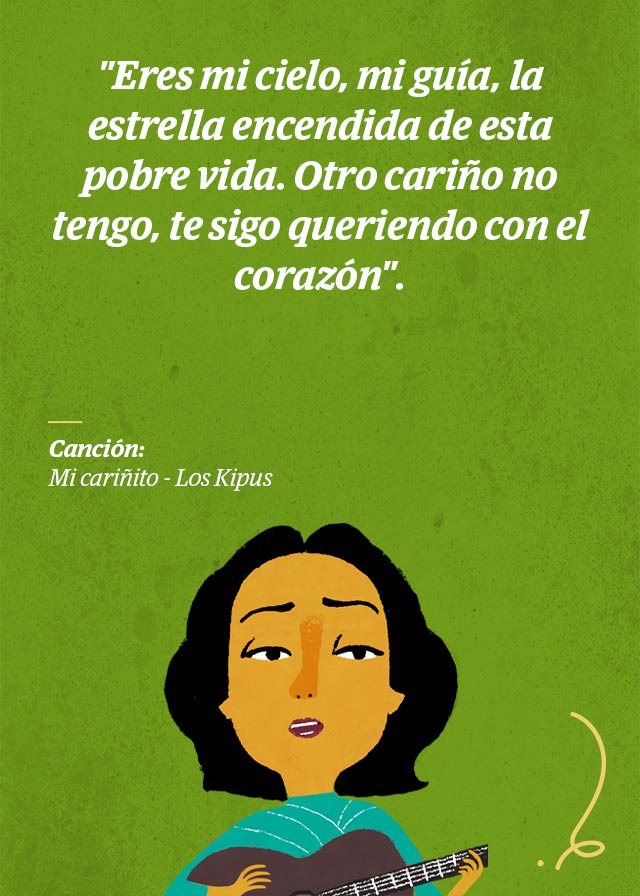 "Eres mi cielo, mi guía, la
estrella encendida de esta
pobre vida. Otro cariño no
tengo, te sigo queriendo con el
corazón".
Canción:
Mi cariñito - Los Kipus